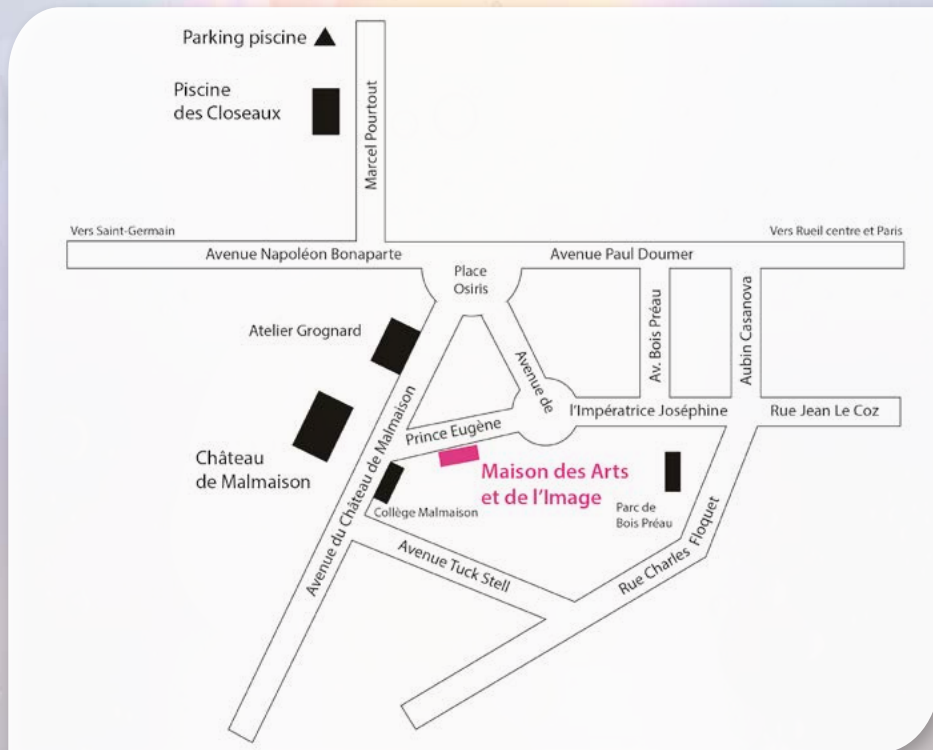 Parking piscine
Piscine
des Closeaux
Marcel Pourtout
Vers Saint-Germain
Vers Rueil centre et Paris
Avenue Napoléon Bonaparte
Avenue Paul Doumer
Place
Osiris
Atelier Grognard
Av. Bois Préau
Aubin Casanova
Avenue de
l'Impératrice Joséphine
Rue Jean Le Coz
Prince Eugène
Château
de Malmaison
Avenue du Château de Malmaison
Maison des Arts
et de l'Image
Collège Malmaison
Parc de
Bois Préau
Avenue Tuck Stell
Rue Charles Floquet